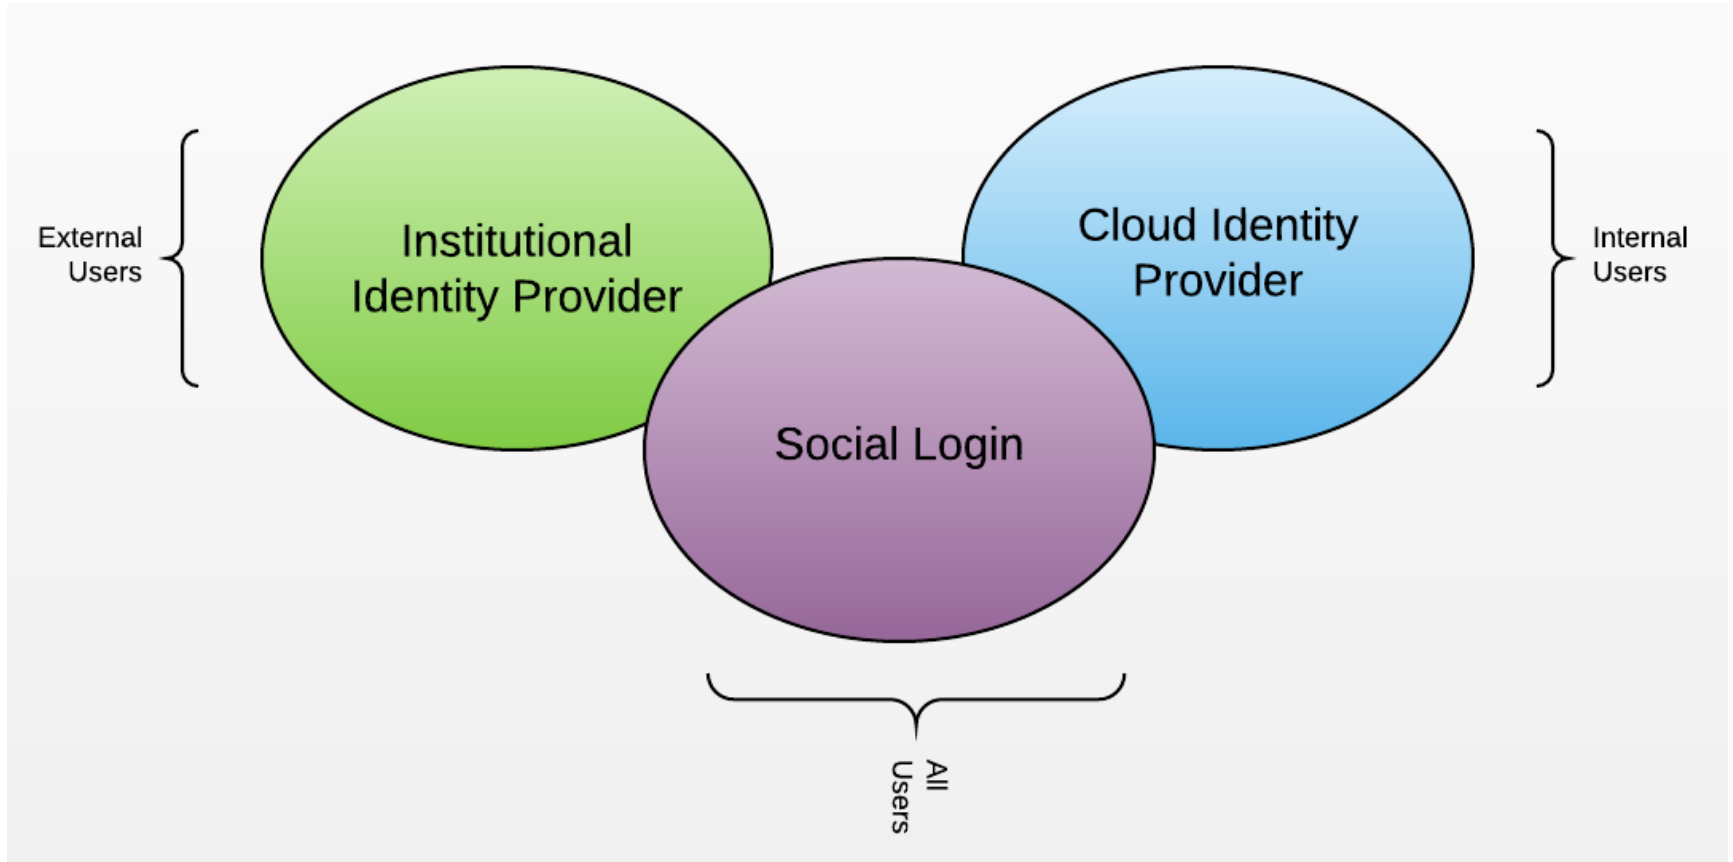 External
Users
Institutional
Identity Provider
Cloud Identity
Provider
Internal
Users
Social Login
All
Users